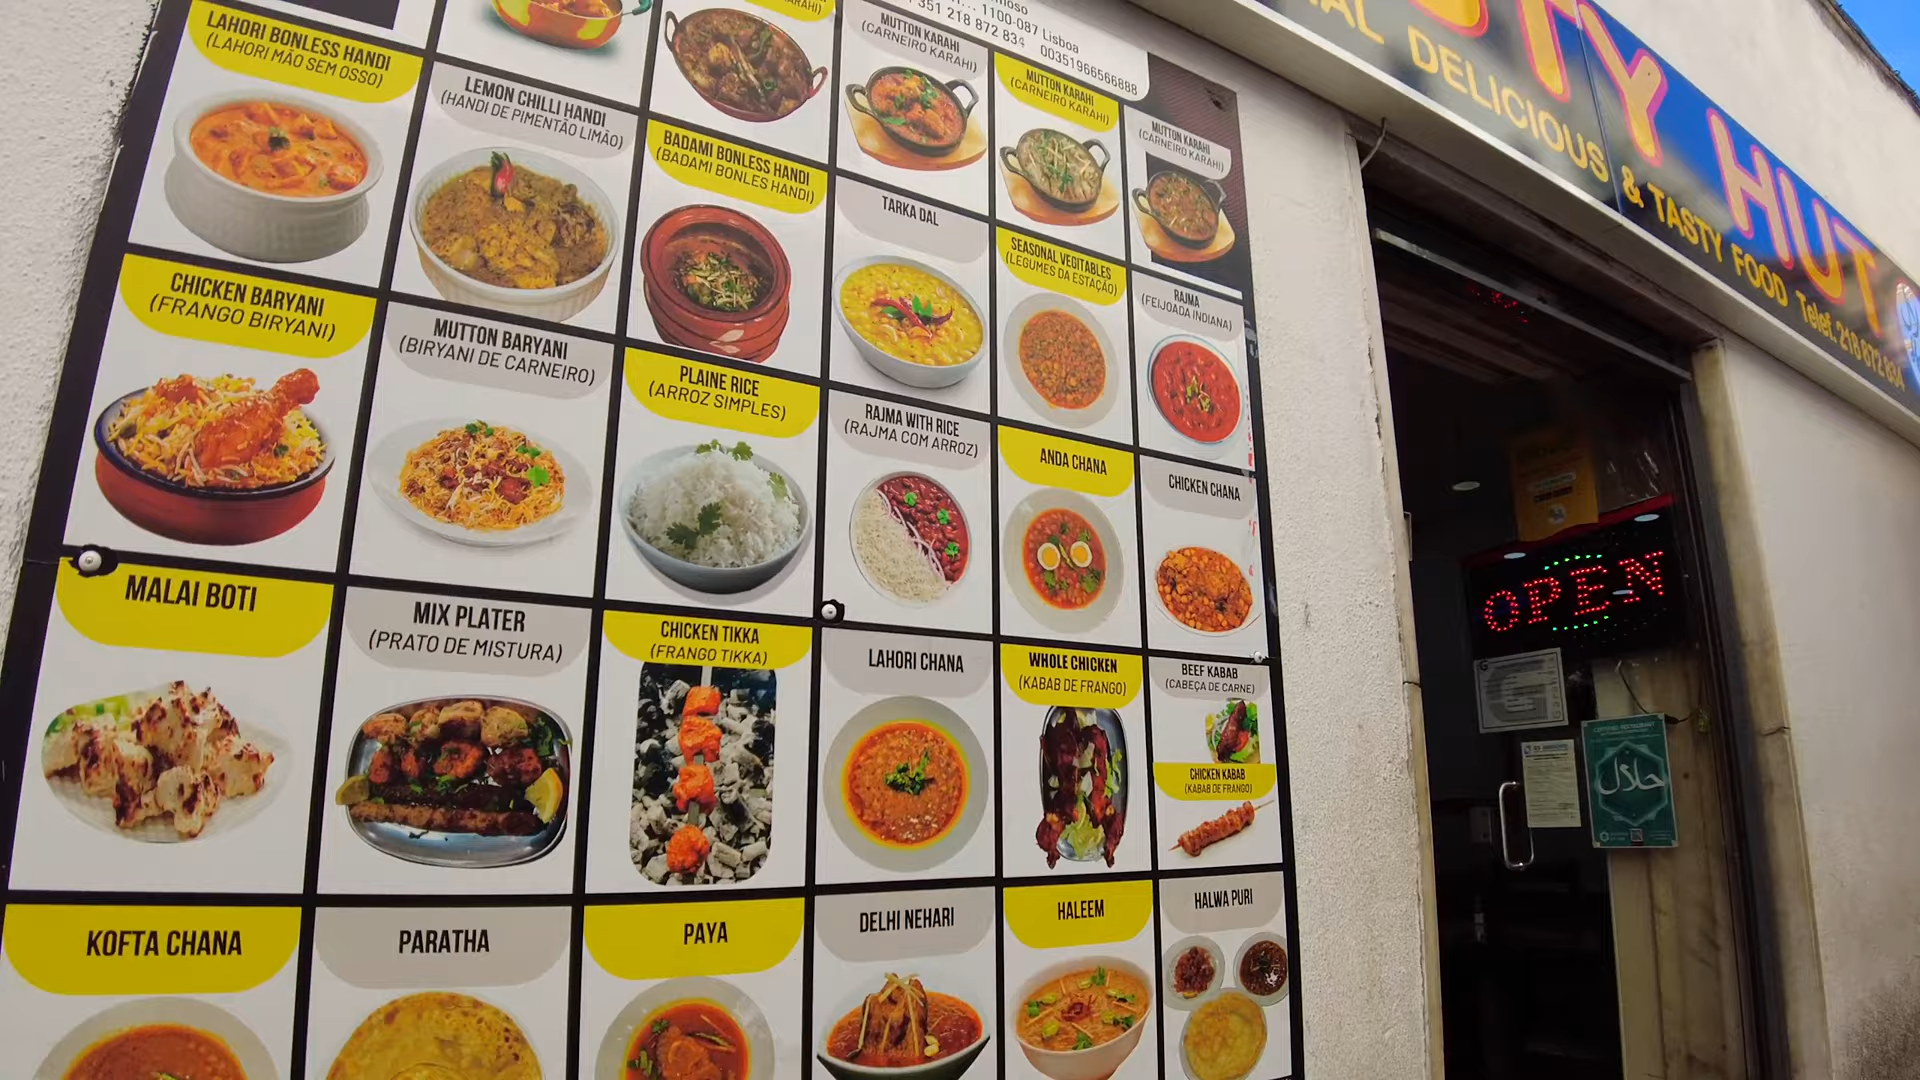 1100-087 Lisboa
351 218 872 834 00351966566888
LAHORI BONLESS HANDI
(LAHORI MÃO SEM OSSO)
LEMON CHILLI HANDI
(HANDI DE PIMENTÃO LIMÃO)
BADAMI BONLESS HANDI
(BADAMI BONLES HANDI)
MUTTON KARAHI
(CARNEIRO KARAHI)
MUTTON KARAHI
(CARNEIRO KARAHI)
MUTTON KARAHI
(CARNEIRO KARAHI)
TARKA DAL
SEASONAL VEGITABLES
(LEGUMES DA ESTAÇÃO)
RAJMA
(FEIJOADA INDIANA)
CHICKEN BARYANI
(FRANGO BIRYANI)
MUTTON BARYANI
(BIRYANI DE CARNEIRO)
PLAINE RICE
(ARROZ SIMPLES)
RAJMA WITH RICE
(RAJMA COM ARROZ)
ANDA CHANA
CHICKEN CHANA
MALAI BOTI
MIX PLATER
(PRATO DE MISTURA)
CHICKEN TIKKA
(FRANGO TIKKA)
LAHORI CHANA
WHOLE CHICKEN
(KABAB DE FRANGO)
BEEF KABAB
(CABEÇA DE CARNE)
CHICKEN KABAB
(KABAB DE FRANGO)
KOFTA CHANA
PARATHA
PAYA
DELHI NEHARI
HALEEM
HALWA PURI
HUT
DELICIOUS & TASTY FOOD Telef. 218 872 834
OPEN
حلال